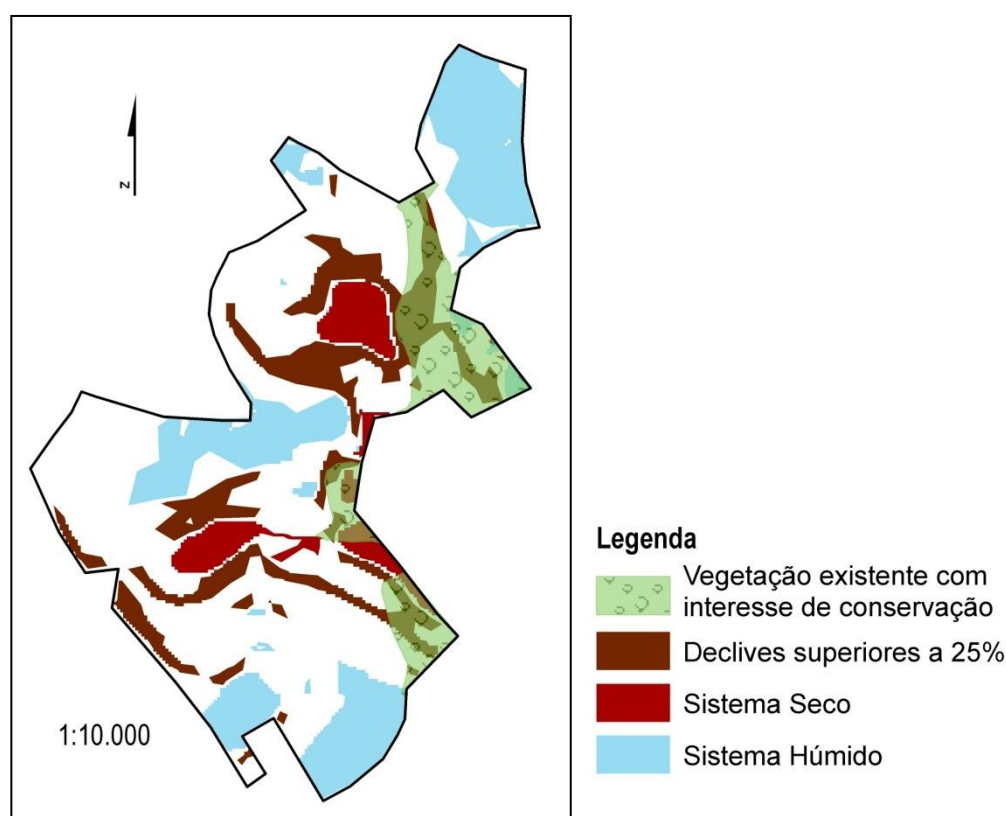 N
1:10.000
Legenda
Vegetação existente com
interesse de conservação
Declives superiores a 25%
Sistema Seco
Sistema Húmido